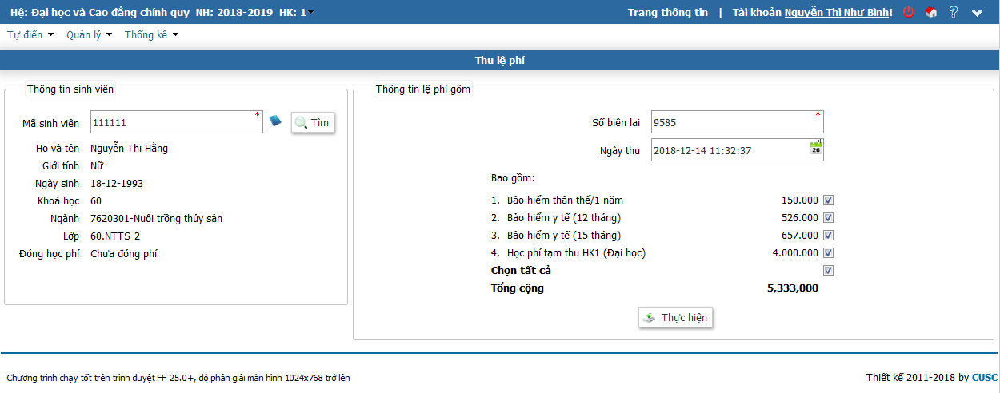 Hệ: Đại học và Cao đẳng chính quy NH: 2018-2019 HK: 1 Trang thông tin | Tài khoản Nguyễn Thị Như Bình!
Tự điển Quản lý Thống kê
Thu lệ phí
Thông tin sinh viên
Mã sinh viên 111111 * Tìm
Họ và tên Nguyễn Thị Hằng
Giới tính Nữ
Ngày sinh 18-12-1993
Khoá học 60
Ngành 7620301-Nuôi trồng thủy sản
Lớp 60.NTTS-2
Đóng học phí Chưa đóng phí
Thông tin lệ phí gồm
Số biên lai 9585 *
Ngày thu 2018-12-14 11:32:37 26 *
Bao gồm:
1. Bảo hiểm thân thể/1 năm 150.000
2. Bảo hiểm y tế (12 tháng) 526.000
3. Bảo hiểm y tế (15 tháng) 657.000
4. Học phí tạm thu HK1 (Đại học) 4.000.000
Chọn tất cả
Tổng cộng 5,333,000
Thực hiện
Chương trình chạy tốt trên trình duyệt FF 25.0+, độ phân giải màn hình 1024x768 trở lên
Thiết kế 2011-2018 by CUSC